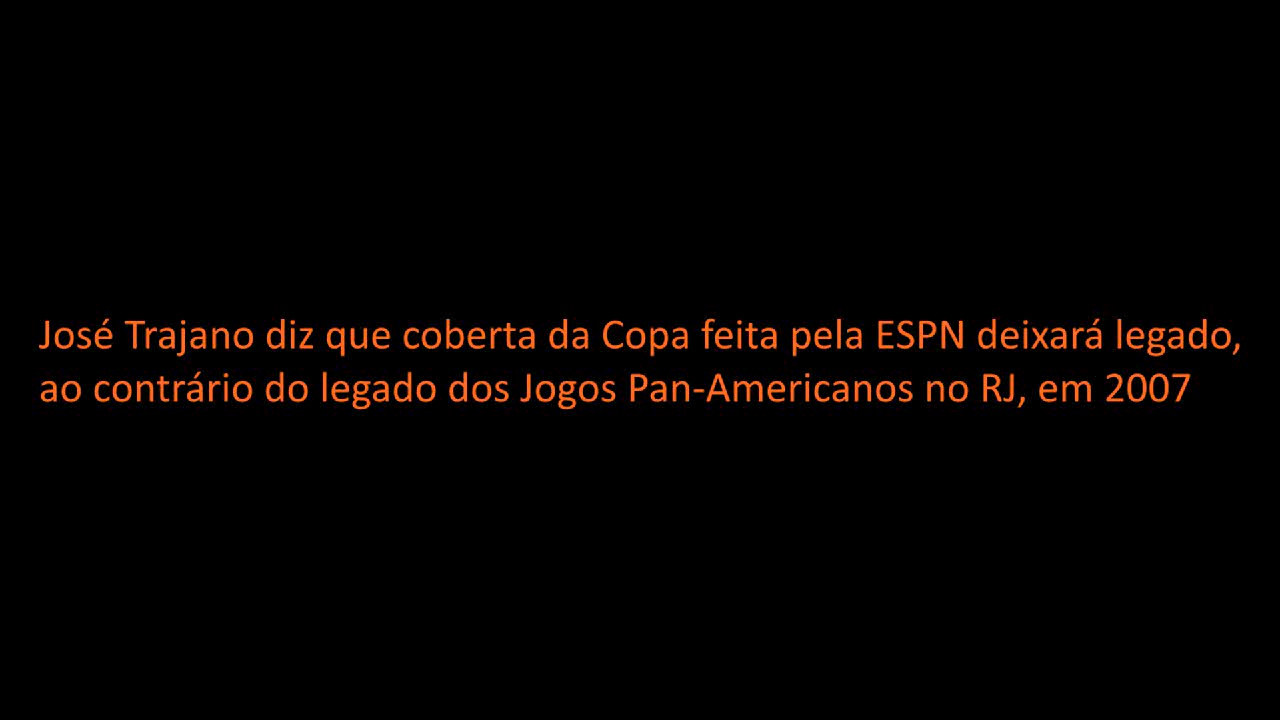 José Trajano diz que coberta da Copa feita pela ESPN deixará legado,
ao contrário do legado dos Jogos Pan-Americanos no RJ, em 2007